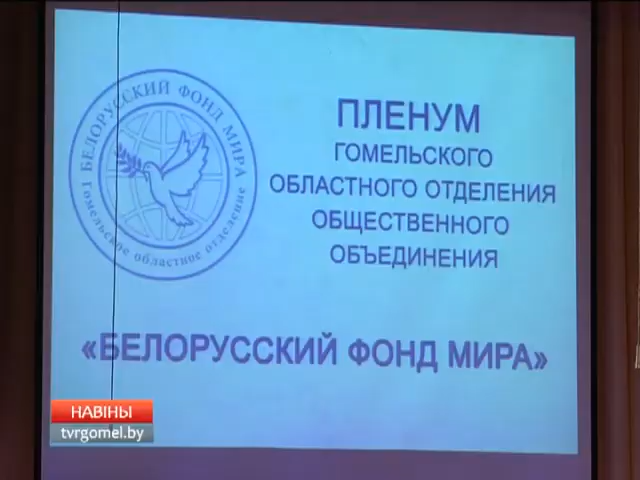 БЕЛОРУССКИЙ ФОНД МИРА
Гомельское областное отделение
ПЛЕНУМ
ГОМЕЛЬСКОГО
ОБЛАСТНОГО ОТДЕЛЕНИЯ
ОБЩЕСТВЕННОГО
ОБЪЕДИНЕНИЯ
«БЕЛОРУССКИЙ ФОНД МИРА»
НАВІНЫ
tvrgomel.by